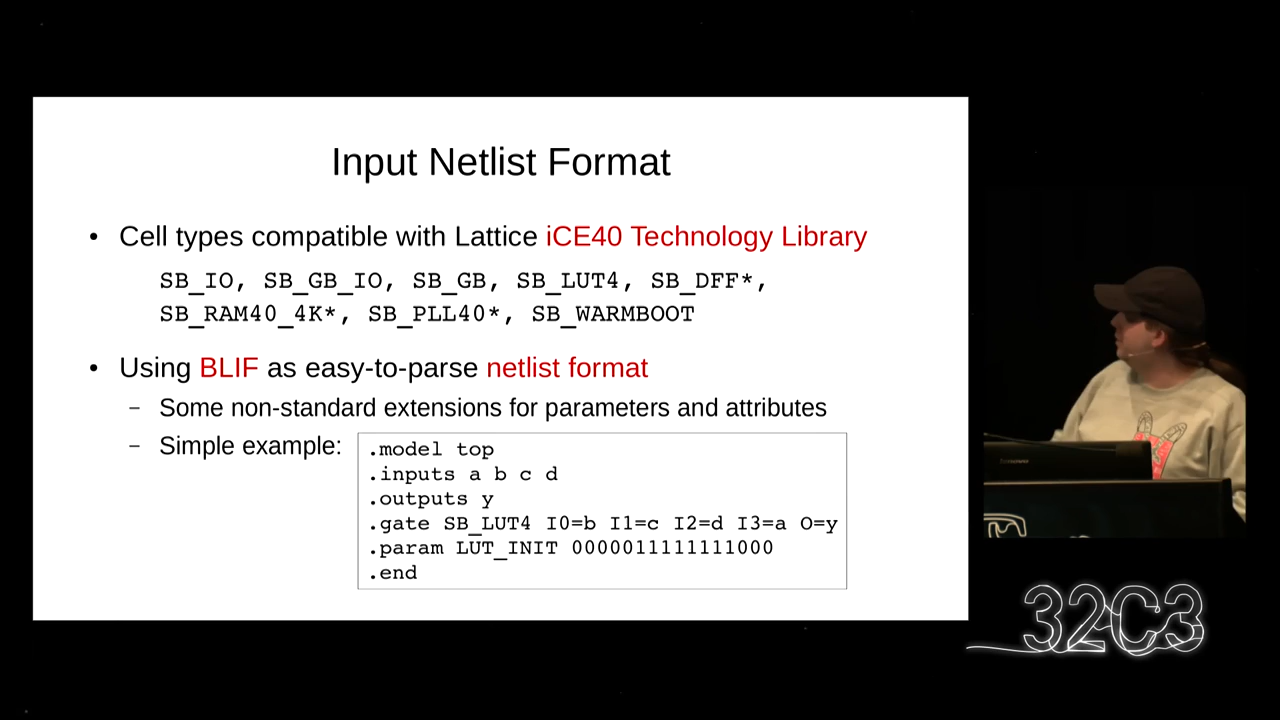 Input Netlist Format
• Cell types compatible with Lattice iCE40 Technology Library
SB_IO, SB_GB_IO, SB_GB, SB_LUT4, SB_DFF*,
SB_RAM40_4K*, SB_PLL40*, SB_WARMBOOT
• Using BLIF as easy-to-parse netlist format
– Some non-standard extensions for parameters and attributes
– Simple example:
.model top
.inputs a b c d
.outputs y
.gate SB_LUT4 I0=b I1=c I2=d I3=a O=y
.param LUT_INIT 0000011111111000
.end
lenovo
32C3